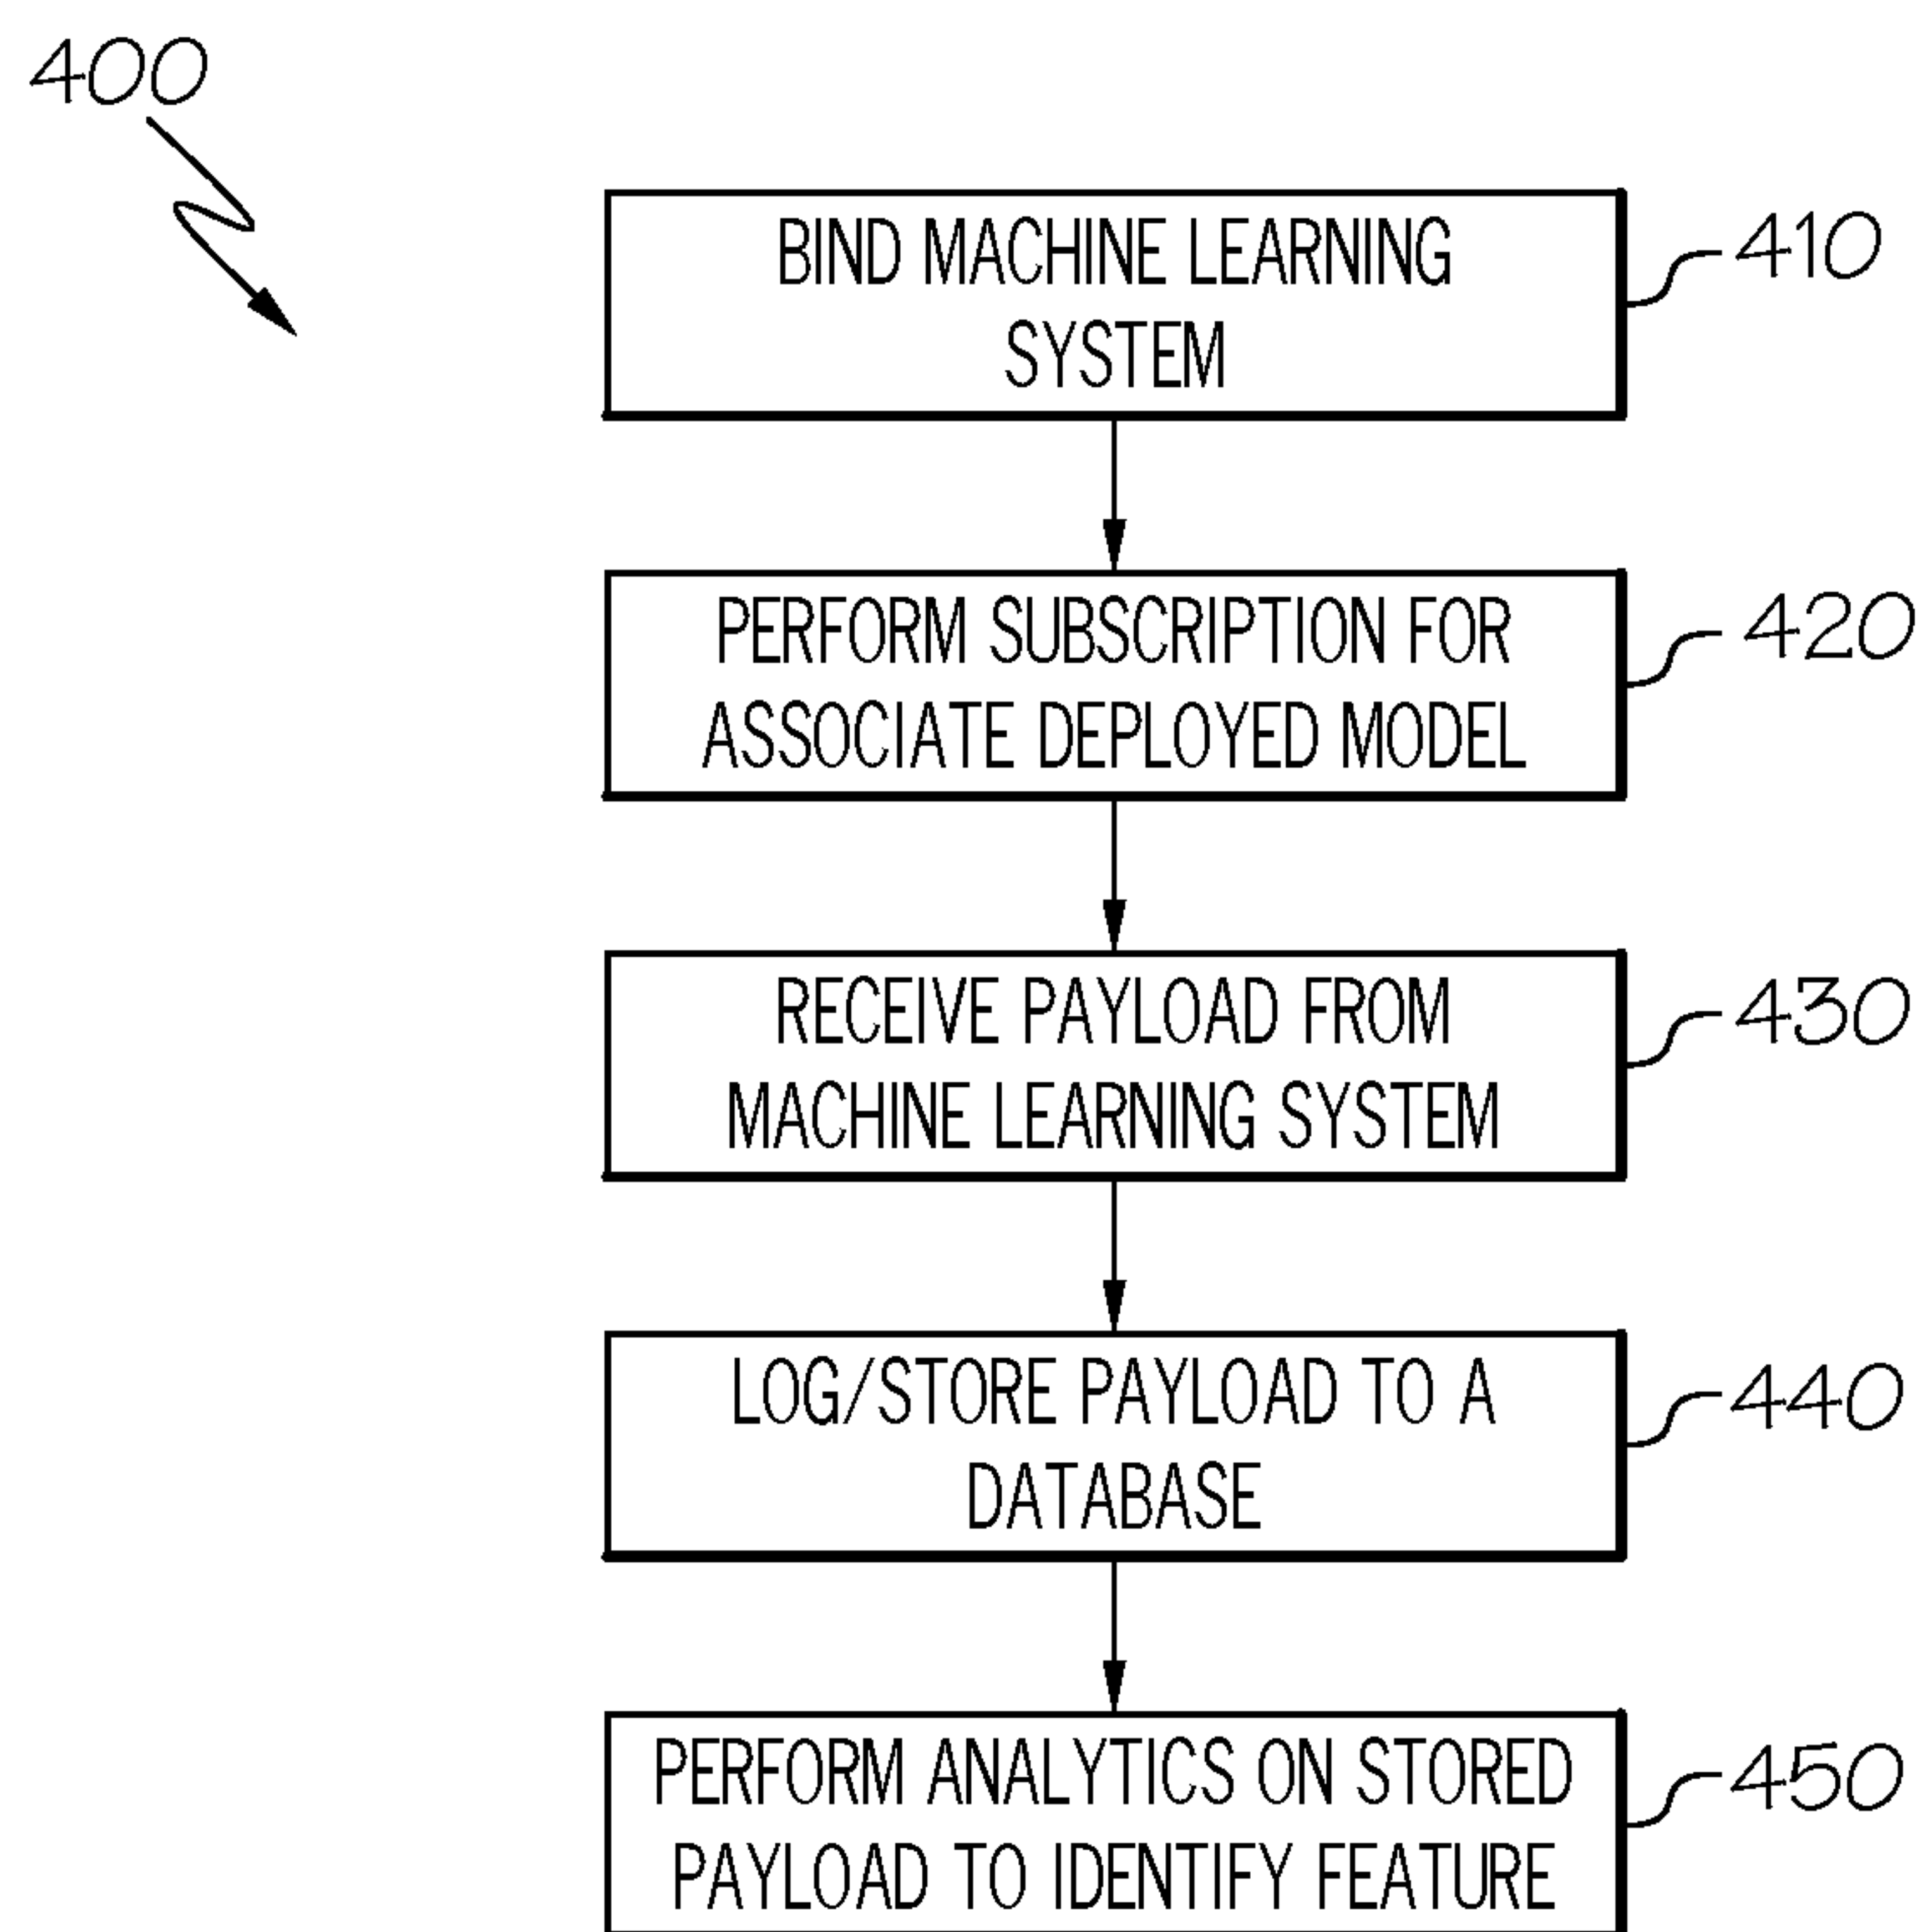 400
BIND MACHINE LEARNING
SYSTEM
410
PERFORM SUBSCRIPTION FOR
ASSOCIATE DEPLOYED MODEL
420
RECEIVE PAYLOAD FROM
MACHINE LEARNING SYSTEM
430
LOG/STORE PAYLOAD TO A
DATABASE
440
PERFORM ANALYTICS ON STORED
PAYLOAD TO IDENTIFY FEATURE
450